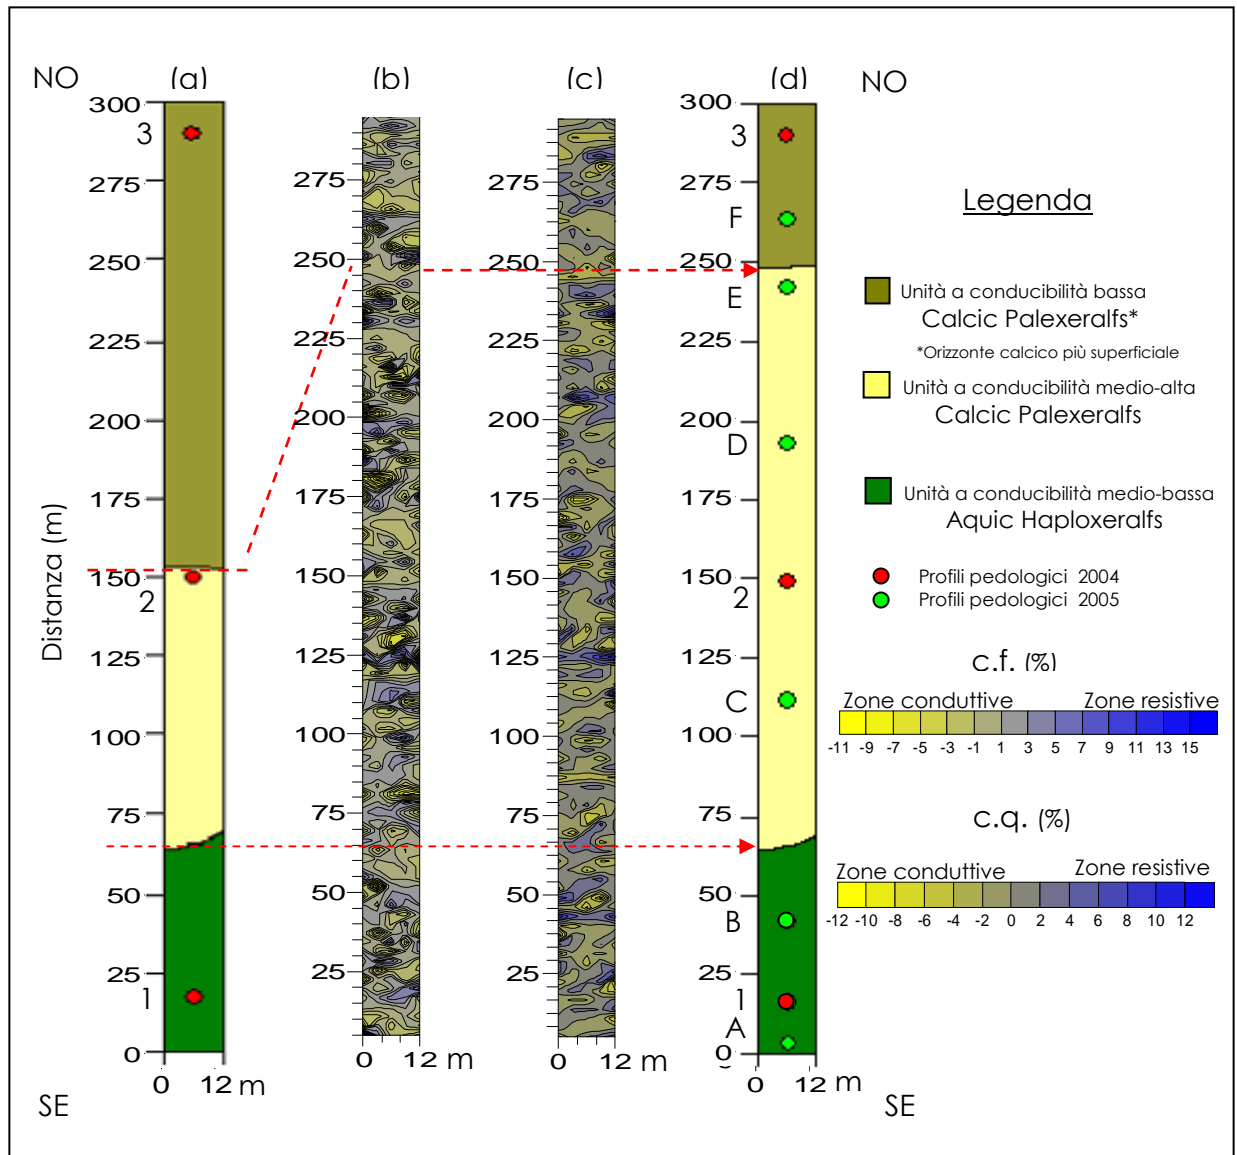 NO (a) (b) (c) (d) NO
300
275
250
225
200
175
150
125
100
75
50
25
0
3
2
1
0 12 m
Distanza (m)
SE
275
250
225
200
175
150
125
100
75
50
25
0 12 m
275
250
225
200
175
150
125
100
75
50
25
0 12 m
300
275
250
225
200
175
150
125
100
75
50
25
0
3
F
E
D
2
C
B
1
A
0 12 m
SE
Legenda
Unità a conducibilità bassa
Calcic Palexeralfs*
*Orizzonte calcico più superficiale
Unità a conducibilità medio-alta
Calcic Palexeralfs
Unità a conducibilità medio-bassa
Aquic Haploxeralfs
Profili pedologici 2004
Profili pedologici 2005
c.f. (%)
Zone conduttive Zone resistive
-11 -9 -7 -5 -3 -1 1 3 5 7 9 11 13 15
c.q. (%)
Zone conduttive Zone resistive
-12 -10 -8 -6 -4 -2 0 2 4 6 8 10 12